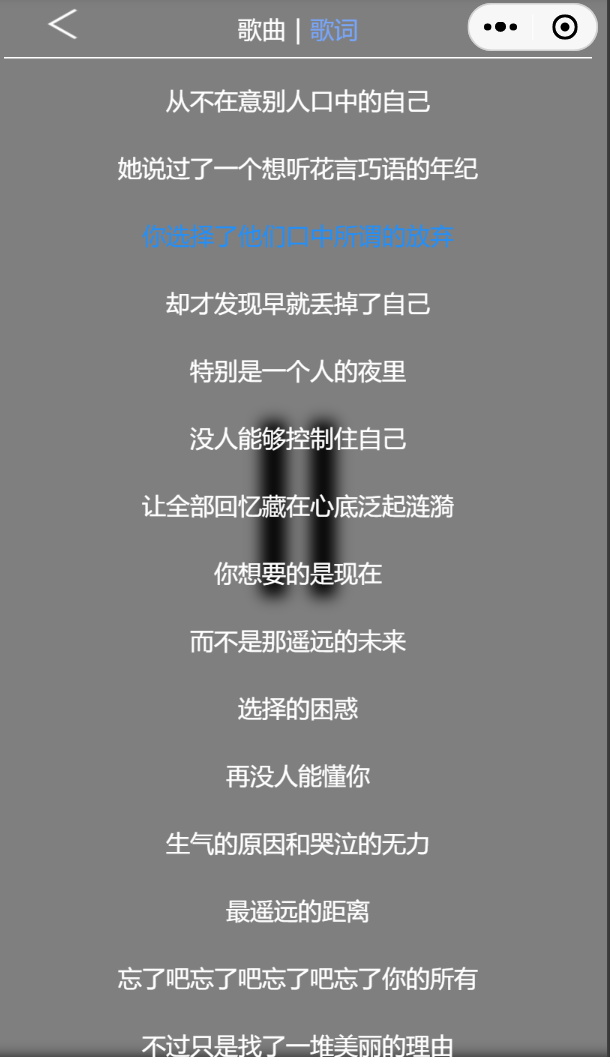 歌曲 | 歌词
从不在意别人口中的自己
她说过了一个想听花言巧语的年纪
你选择了他们口中所谓的放弃
却才发现早就丢掉了自己
特别是一个人的夜里
没人能够控制住自己
让全部回忆藏在心底泛起涟漪
你想要的是现在
而不是那遥远的未来
选择的困惑
再没人能懂你
生气的原因和哭泣的无力
最遥远的距离
忘了吧忘了吧忘了吧忘了你的所有
不过只是找了一堆美丽的理由